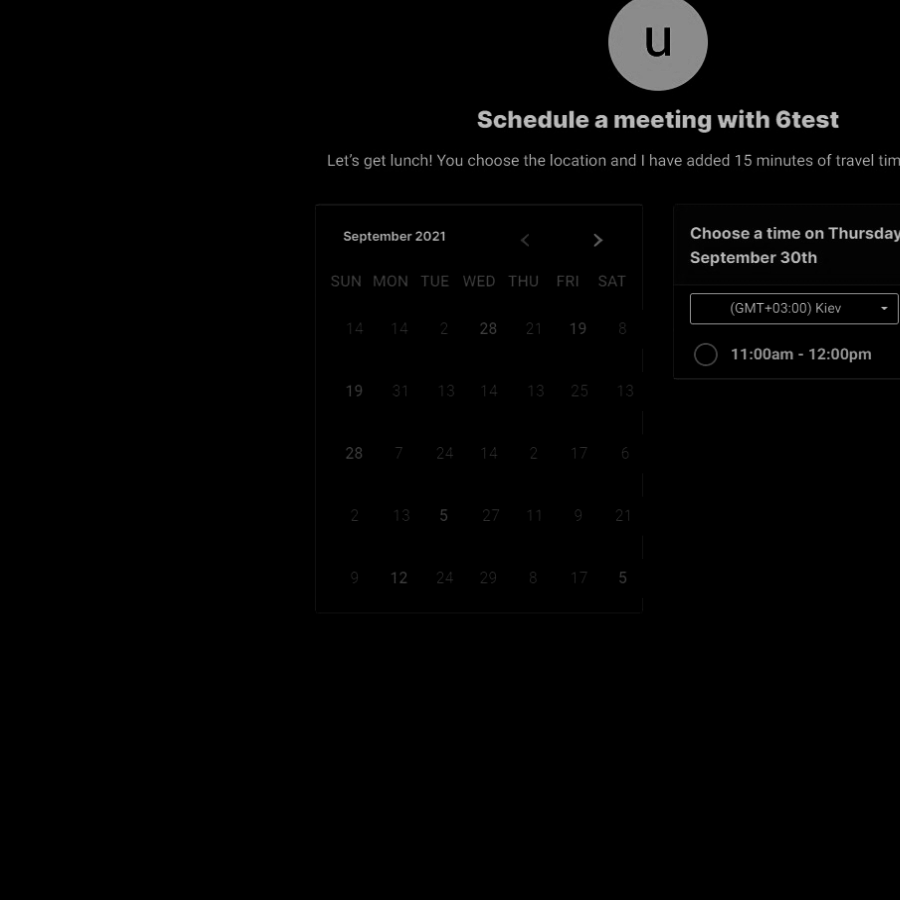 u
Schedule a meeting with 6test
Let's get lunch! You choose the location and I have added 15 minutes of travel tim
September 2021
SUN MON TUE WED THU FRI SAT
14 14 2 28 21 19 8
19 31 13 14 13 25 13
28 7 24 14 2 17 6
2 13 5 27 11 9 21
9 12 24 29 8 17 5
Choose a time on Thursday
September 30th
(GMT+03:00) Kiev
11:00am - 12:00pm